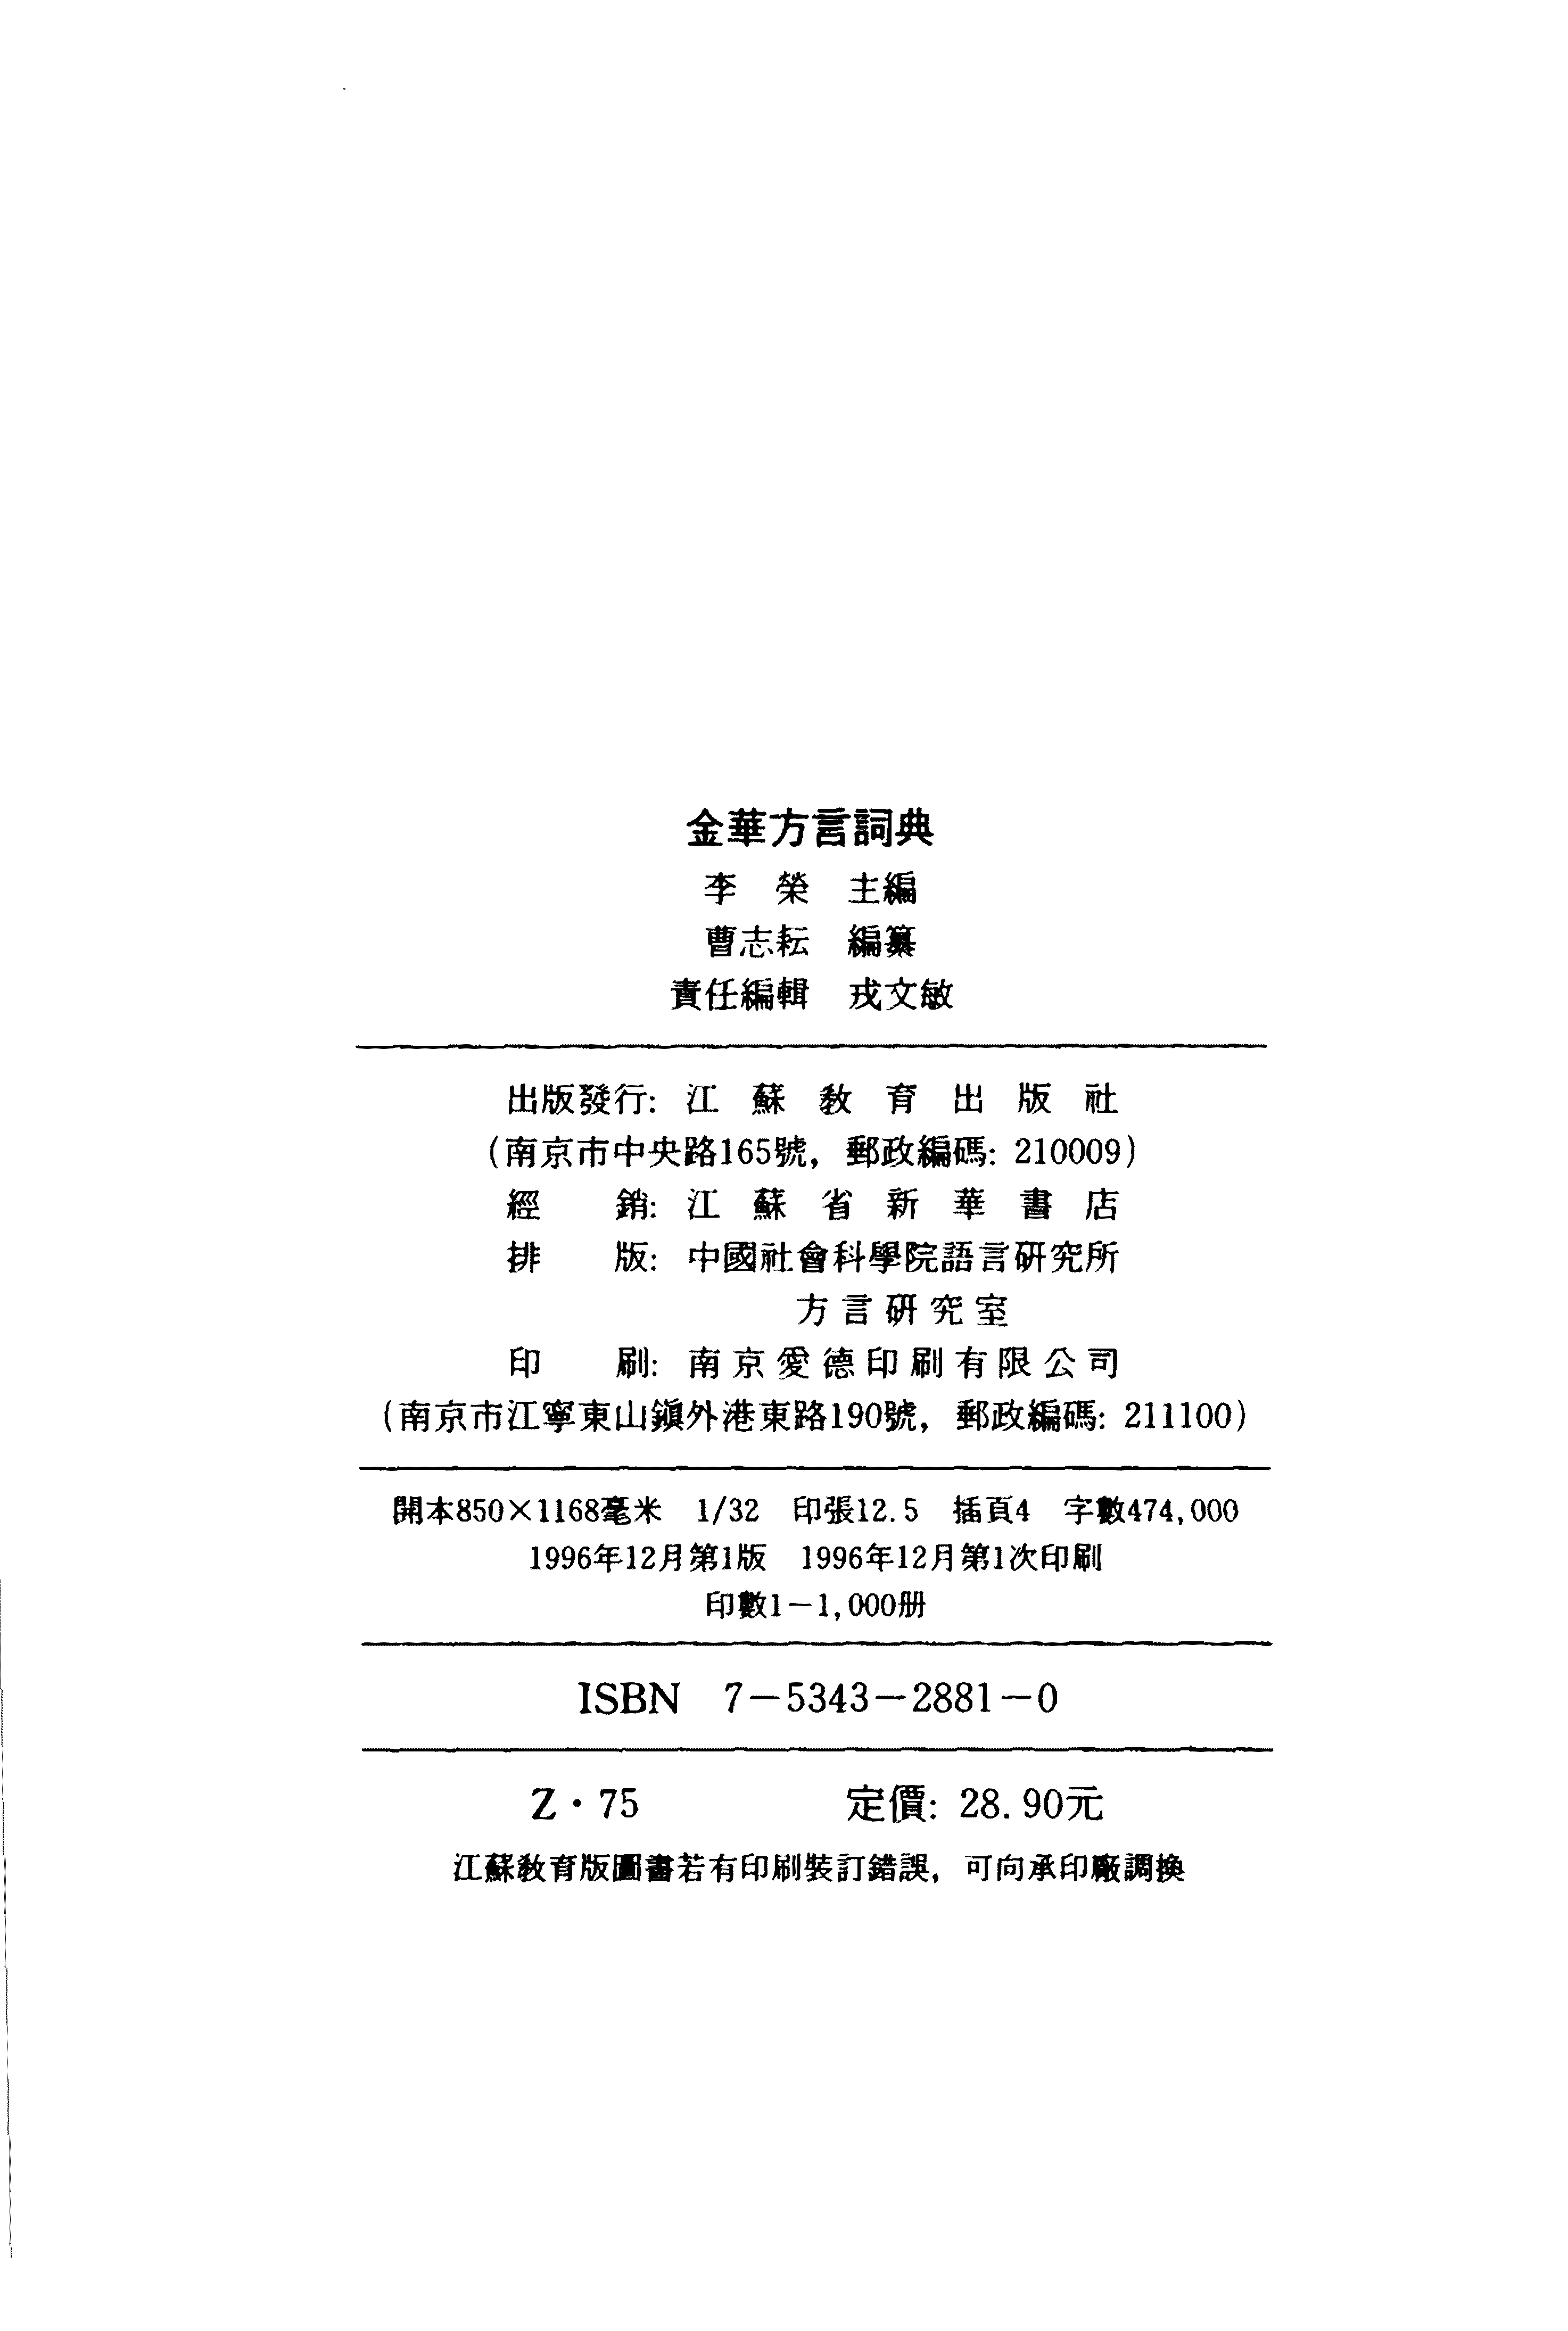 金華方言詞典
李　榮　主編
曹志耘　編纂
責任編輯　戎文敏
出版發行: 江蘇教育出版社
(南京市中央路165號, 郵政編碼: 210009)
經　　銷: 江蘇省新華書店
排　　版: 中國社會科學院語言研究所
方言研究室
印　　刷: 南京愛德印刷有限公司
(南京市江寧東山鎮外港東路190號, 郵政編碼: 211100)
開本850×1168毫米　1/32　印張12.5　插頁4　字數474,000
1996年12月第1版　1996年12月第1次印刷
印數1－1,000册
ISBN　7－5343－2881－0
Z·75　定價: 28.90元
江蘇教育版圖書若有印刷裝訂錯誤, 可向承印廠調換